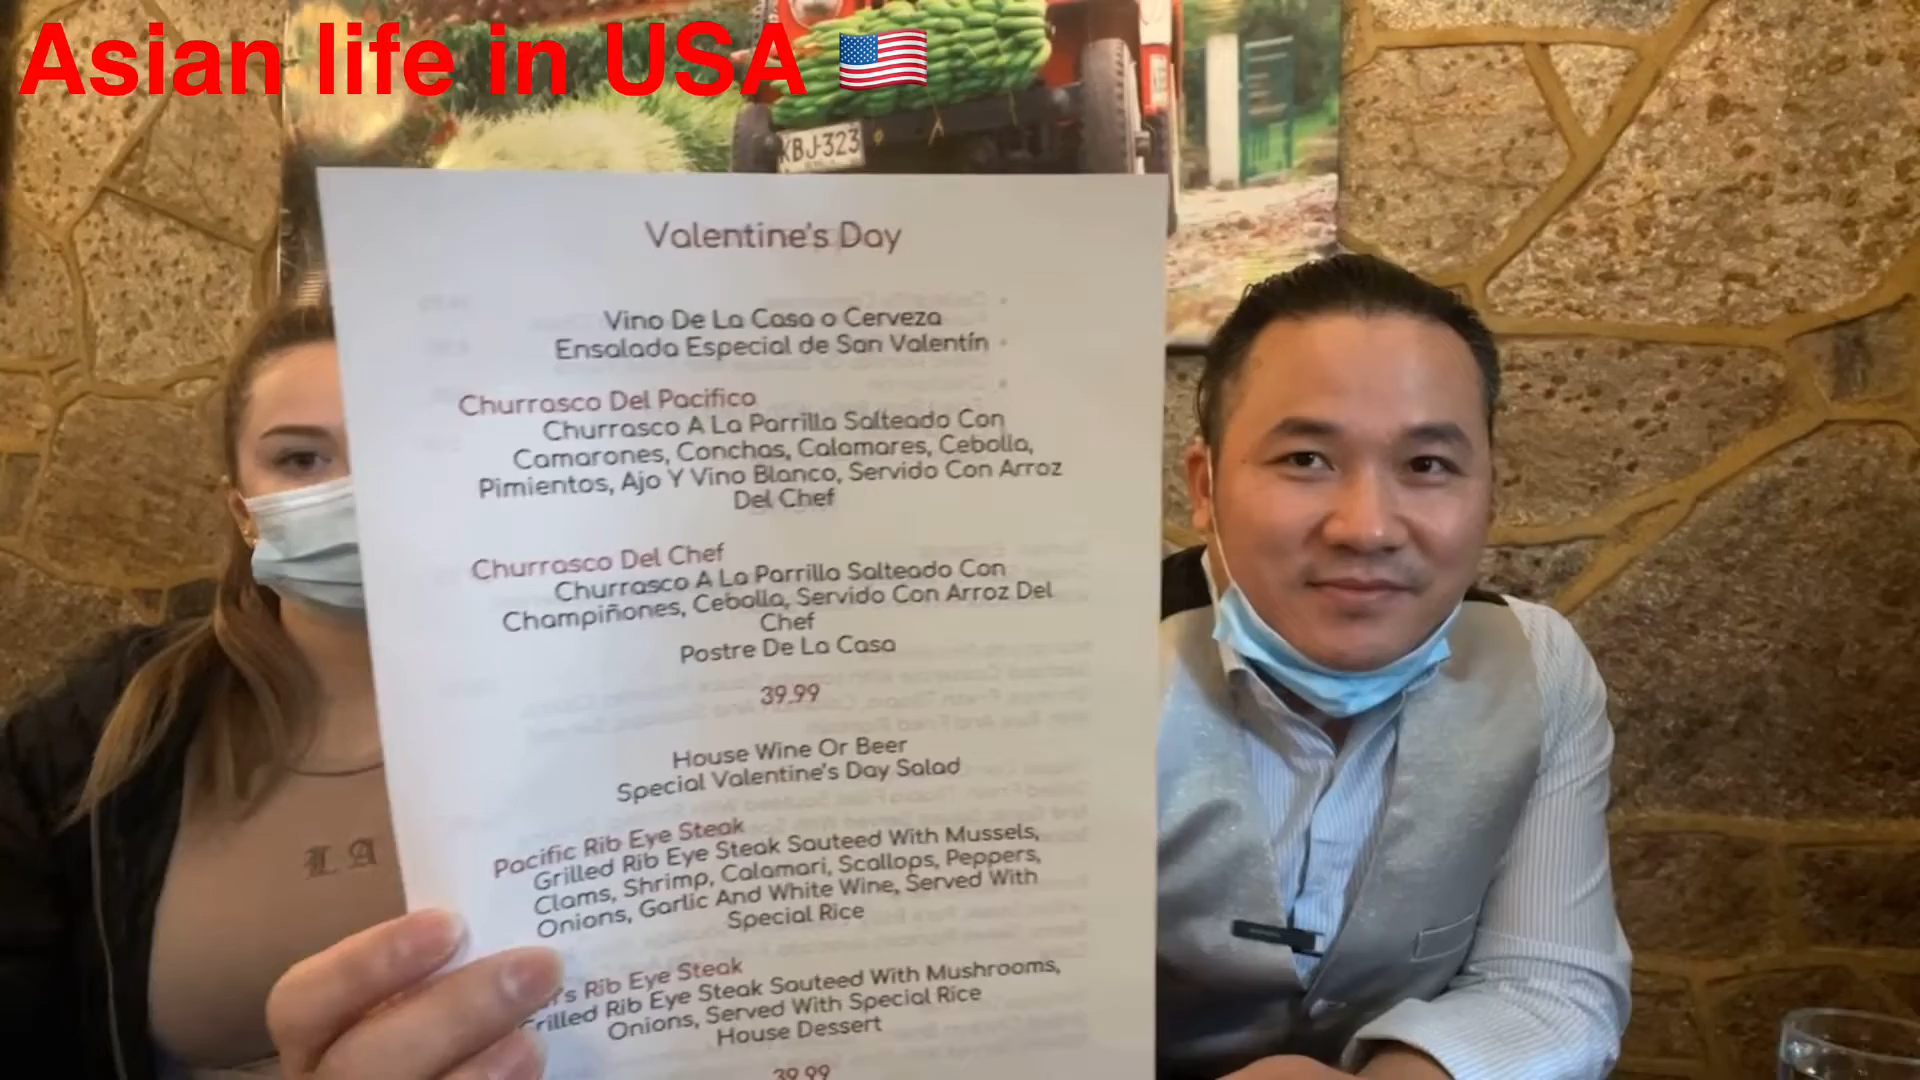 Asian life in USA 🇺🇸
KBJ-323
Valentine's Day
Vino De La Casa o Cerveza
Ensalada Especial de San Valentín
Churrasco Del Pacifico
Churrasco A La Parrilla Salteado Con
Camarones, Conchas, Calamares, Cebolla,
Pimientos, Ajo Y Vino Blanco, Servido Con Arroz
Del Chef
Churrasco Del Chef
Churrasco A La Parrilla Salteado Con
Champiñones, Cebolla, Servido Con Arroz Del
Chef
Postre De La Casa
39.99
House Wine Or Beer
Special Valentine's Day Salad
Pacific Rib Eye Steak
Grilled Rib Eye Steak Sauteed With Mussels,
Clams, Shrimp, Calamari, Scallops, Peppers,
Onions, Garlic And White Wine, Served With
Special Rice
Rib Eye Steak
Grilled Rib Eye Steak Sauteed With Mushrooms,
Onions, Served With Special Rice
House Dessert
39.99
L A